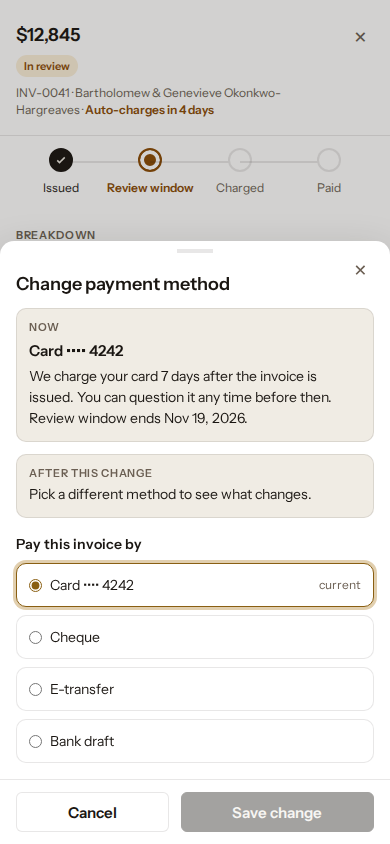 $12,845
In review
INV-0041 · Bartholomew & Genevieve Okonkwo-
Hargreaves · Auto-charges in 4 days
Issued
Review window
Charged
Paid
BREAKDOWN
Change payment method
NOW
Card •••• 4242
We charge your card 7 days after the invoice is
issued. You can question it any time before then.
Review window ends Nov 19, 2026.
AFTER THIS CHANGE
Pick a different method to see what changes.
Pay this invoice by
Card •••• 4242
current
Cheque
E-transfer
Bank draft
Cancel
Save change